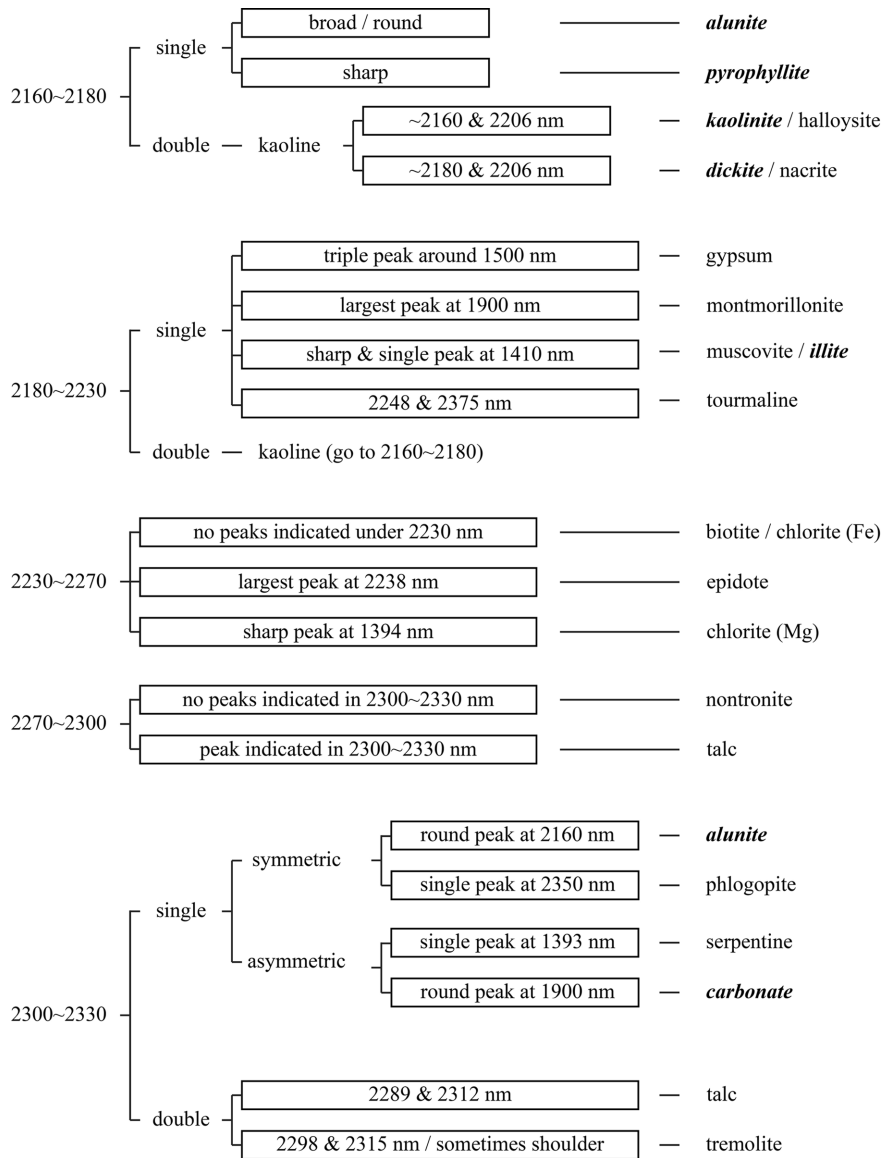 broad / round alunite
single
sharp pyrophyllite
2160~2180
~2160 & 2206 nm kaolinite / halloysite
double kaoline
~2180 & 2206 nm dickite / nacrite
triple peak around 1500 nm gypsum
largest peak at 1900 nm montmorillonite
single
sharp & single peak at 1410 nm muscovite / illite
2180~2230
2248 & 2375 nm tourmaline
double kaoline (go to 2160~2180)
no peaks indicated under 2230 nm biotite / chlorite (Fe)
2230~2270 largest peak at 2238 nm epidote
sharp peak at 1394 nm chlorite (Mg)
no peaks indicated in 2300~2330 nm nontronite
2270~2300
peak indicated in 2300~2330 nm talc
round peak at 2160 nm alunite
symmetric
single peak at 2350 nm phlogopite
single
single peak at 1393 nm serpentine
asymmetric
round peak at 1900 nm carbonate
2300~2330
2289 & 2312 nm talc
double
2298 & 2315 nm / sometimes shoulder tremolite